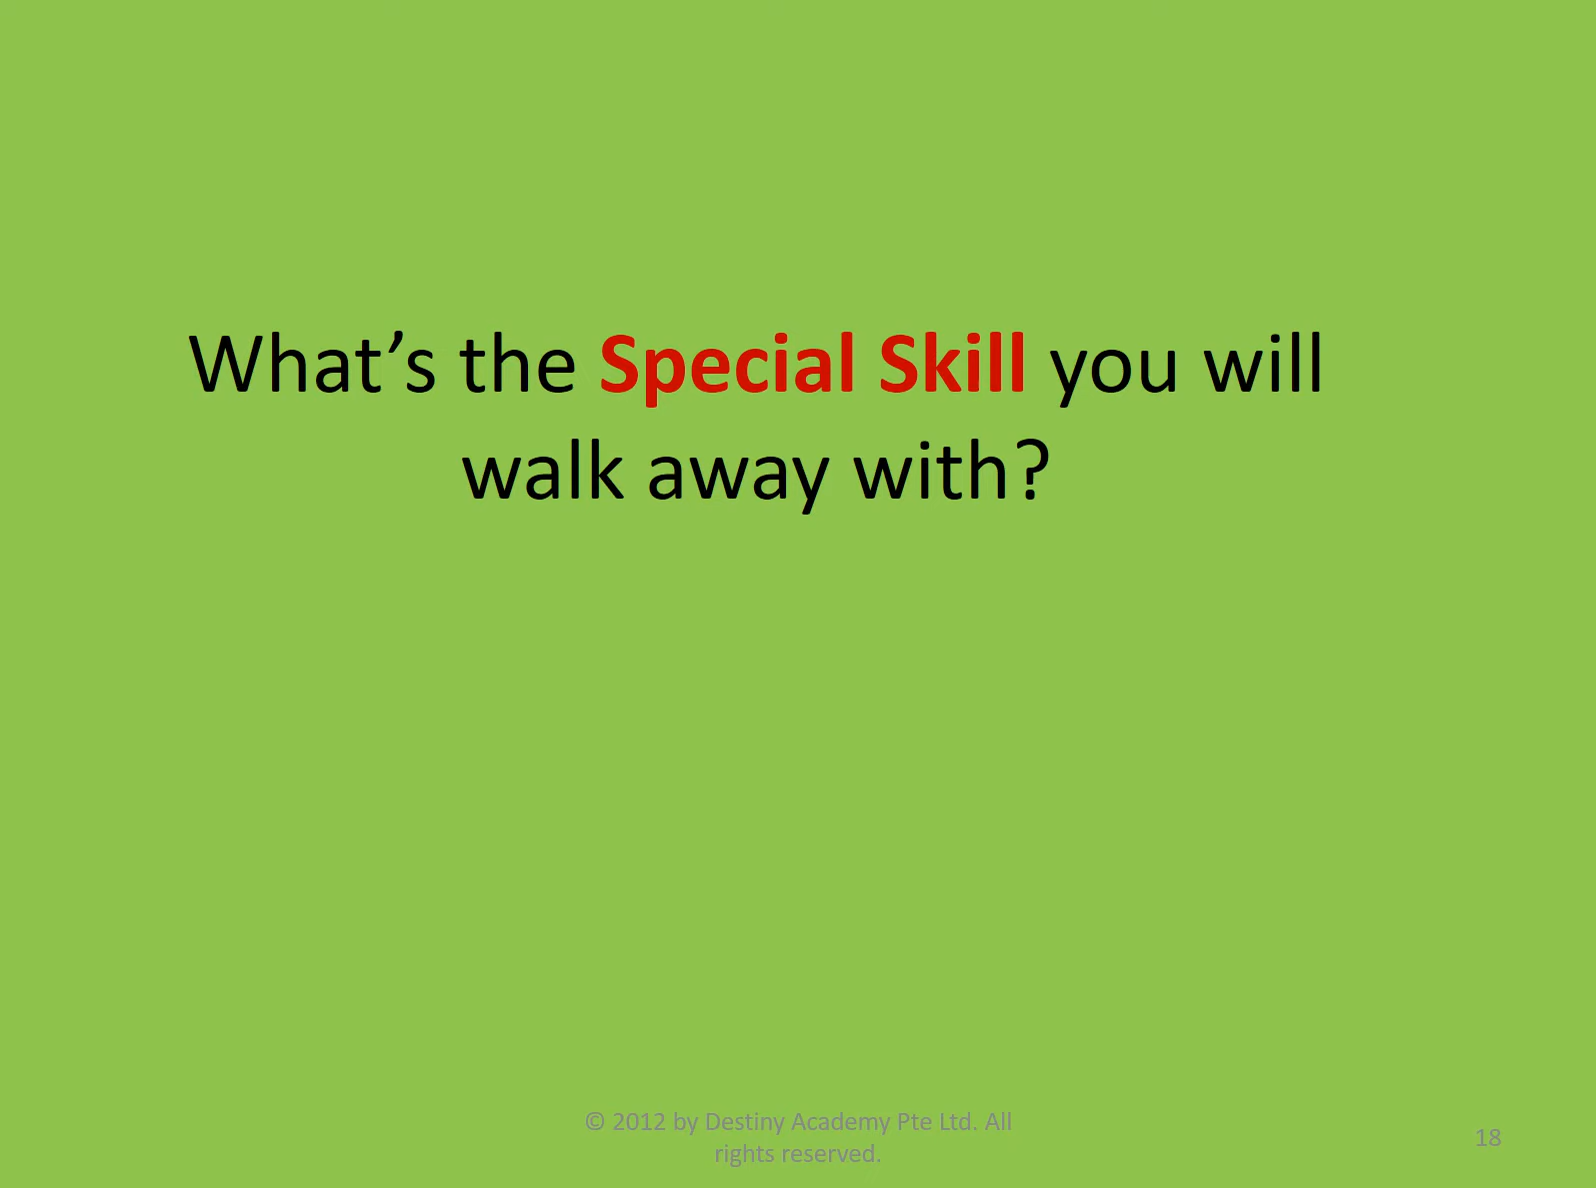 What’s the Special Skill you will
walk away with?
© 2012 by Destiny Academy Pte Ltd. All
rights reserved.
18